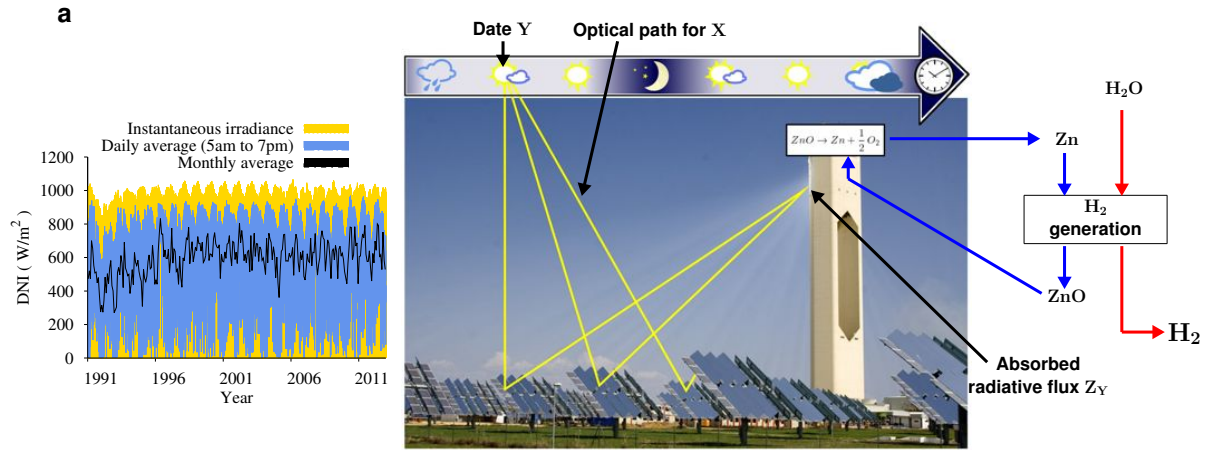 a
Instantaneous irradiance
Daily average (5am to 7pm)
Monthly average
DNI ( W/m² )
1200
1000
800
600
400
200
0
1991
1996
2001
2006
2012
Year
Date Y
Optical path for X
ZnO → Zn + 1/2 O₂
Absorbed
radiative flux Z_Y
H₂O
Zn
H₂
generation
ZnO
H₂